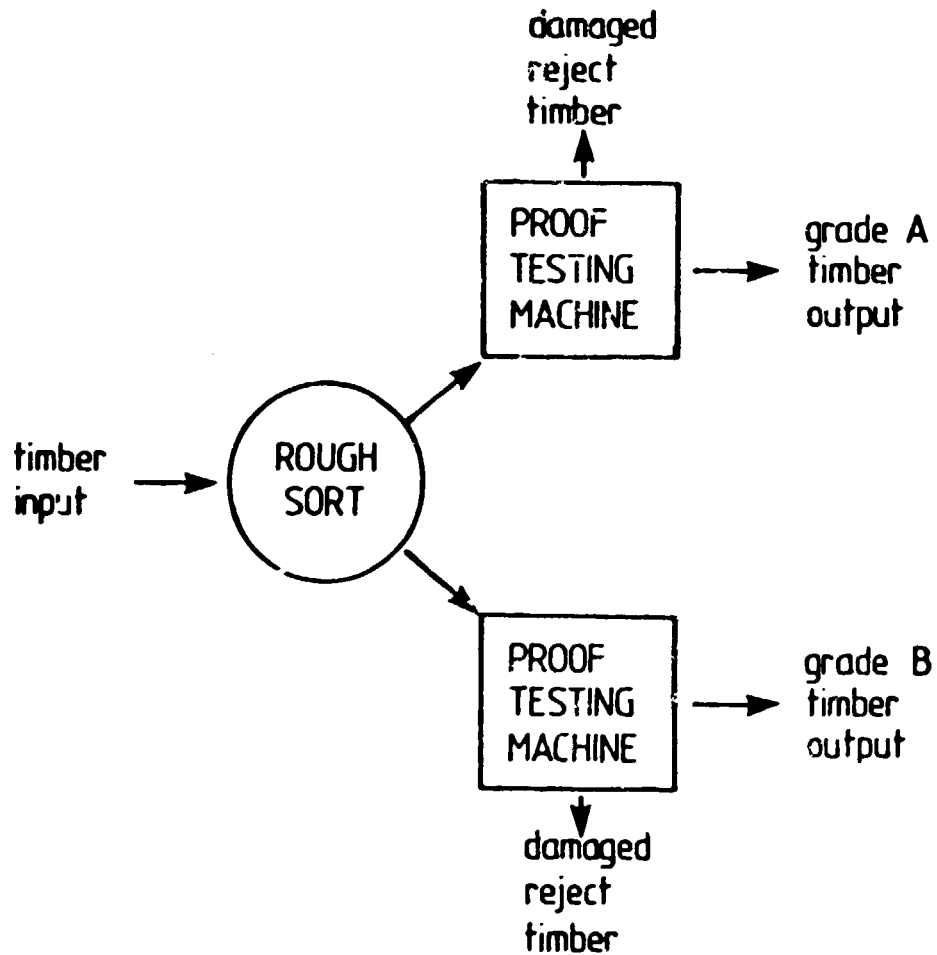 damaged
reject
timber
PROOF
TESTING
MACHINE
grade A
timber
output
timber
input
ROUGH
SORT
PROOF
TESTING
MACHINE
grade B
timber
output
damaged
reject
timber